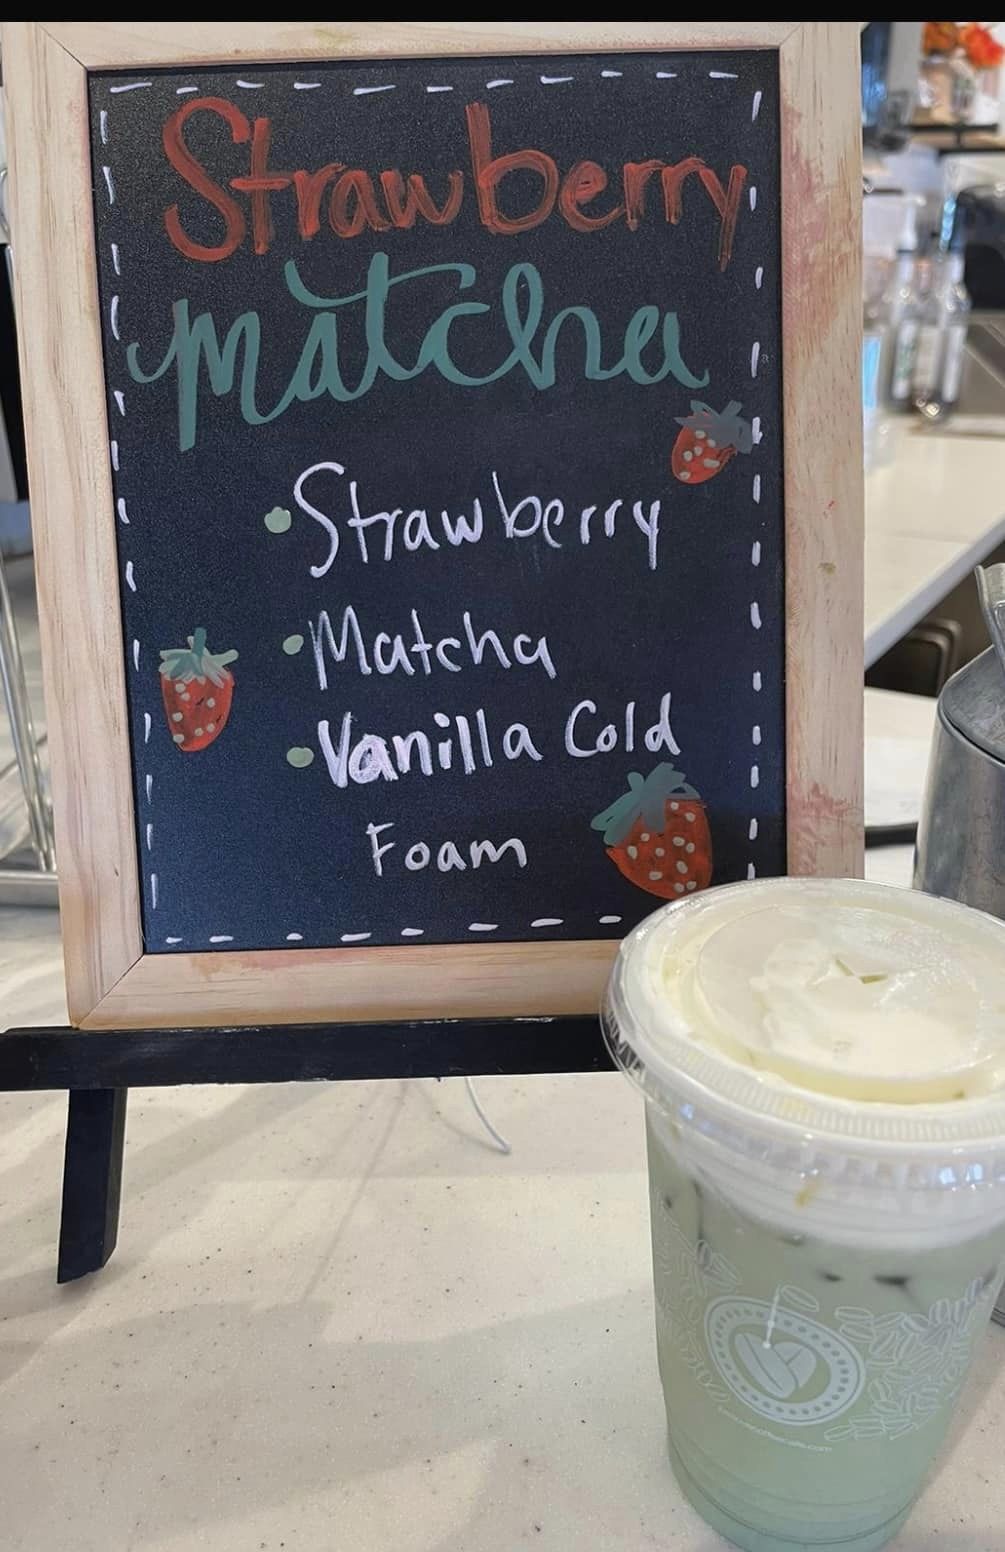 Strawberry
Matcha
• Strawberry
• Matcha
• Vanilla Cold
Foam